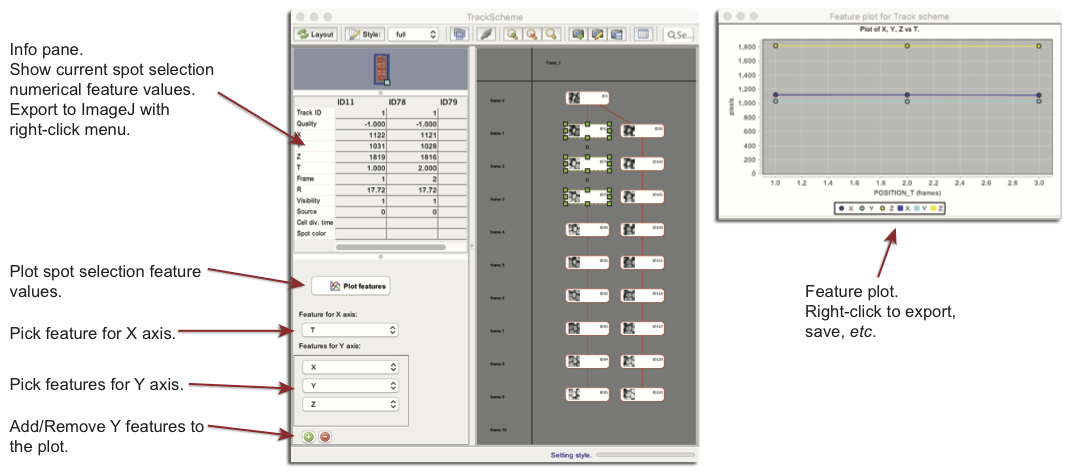 Info pane.
Show current spot selection
numerical feature values.
Export to ImageJ with
right-click menu.
Plot spot selection feature
values.
Pick feature for X axis.
Pick features for Y axis.
Add/Remove Y features to
the plot.
TrackScheme
Layout
Style:
full
Se...
ID11 ID78 ID79
Track ID 1 1
Quality -1.000 -1.000
X 1122 1121
1031 1028
Z 1819 1816
T 1.000 2.000
Frame 1 2
R 17.72 17.72
Visibility 1 1
Source 0 0
Cell div. time
Spot color
Plot features
Feature for X axis:
T
Features for Y axis:
X
Y
Z
Track_1
frame 0
frame 1
frame 2
frame 3
frame 4
frame 5
frame 6
frame 7
frame 8
frame 9
frame 10
Setting style.
Feature plot for Track scheme
Plot of X, Y, Z vs T.
pixels
1,800
1,600
1,400
1,200
1,000
800
600
400
200
0
1.0 1.2 1.4 1.6 1.8 2.0 2.2 2.4 2.6 2.8 3.0
POSITION_T (frames)
X Y Z X Y Z
Feature plot.
Right-click to export,
save, etc.